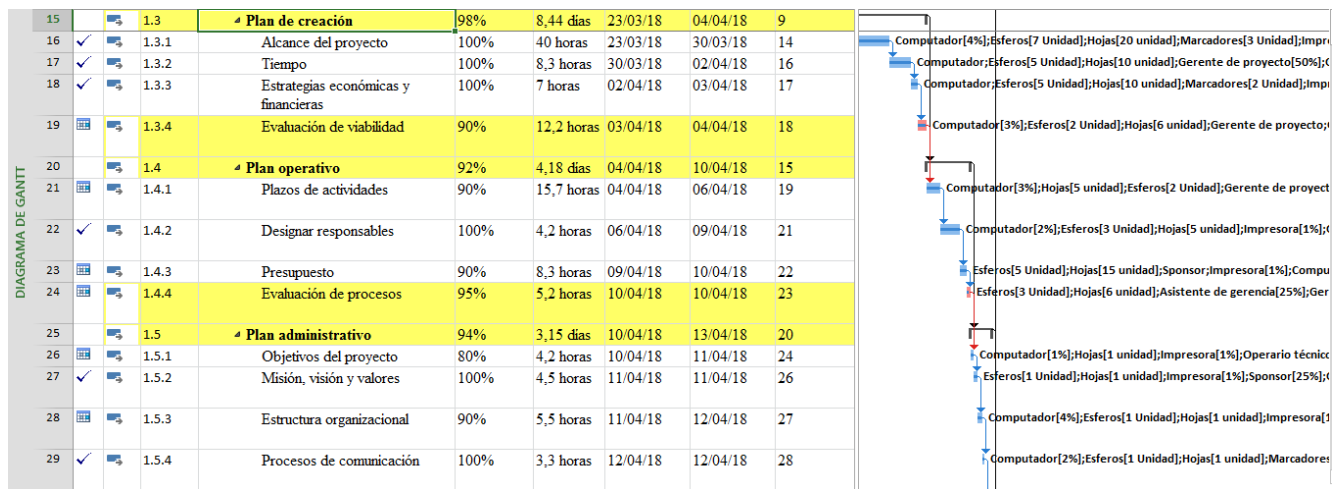 DIAGRAMA DE GANTT
15 1.3 Plan de creación 98% 8,44 días 23/03/18 04/04/18 9
16 1.3.1 Alcance del proyecto 100% 40 horas 23/03/18 30/03/18 14 Computador[4%];Esferos[7 Unidad];Hojas[20 unidad];Marcadores[3 Unidad];Impre
17 1.3.2 Tiempo 100% 8,3 horas 30/03/18 02/04/18 16 Computador;Esferos[5 Unidad];Hojas[10 unidad];Gerente de proyecto[50%];
18 1.3.3 Estrategias económicas y 100% 7 horas 02/04/18 03/04/18 17 Computador;Esferos[5 Unidad];Hojas[10 unidad];Marcadores[2 Unidad];
financieras
19 1.3.4 Evaluación de viabilidad 90% 12,2 horas 03/04/18 04/04/18 18 Computador[3%];Esferos[2 Unidad];Hojas[6 unidad];Gerente de proyecto;
20 1.4 Plan operativo 92% 4,18 días 04/04/18 10/04/18 15
21 1.4.1 Plazos de actividades 90% 15,7 horas 04/04/18 06/04/18 19 Computador[3%];Hojas[5 unidad];Esferos[2 Unidad];Gerente de proyect
22 1.4.2 Designar responsables 100% 4,2 horas 06/04/18 09/04/18 21 Computador[2%];Esferos[3 Unidad];Hojas[5 unidad];Impresora[1%];
23 1.4.3 Presupuesto 90% 8,3 horas 09/04/18 10/04/18 22 Esferos[5 Unidad];Hojas[15 unidad];Sponsor;Impresora[1%];Compu
24 1.4.4 Evaluación de procesos 95% 5,2 horas 10/04/18 10/04/18 23 Esferos[3 Unidad];Hojas[6 unidad];Asistente de gerencia[25%];Ger
25 1.5 Plan administrativo 94% 3,15 días 10/04/18 13/04/18 20
26 1.5.1 Objetivos del proyecto 80% 4,2 horas 10/04/18 11/04/18 24 Computador[1%];Hojas[1 unidad];Impresora[1%];Operario técnico
27 1.5.2 Misión, visión y valores 100% 4,5 horas 11/04/18 11/04/18 26 Esferos[1 Unidad];Hojas[1 unidad];Impresora[1%];Sponsor[25%];
28 1.5.3 Estructura organizacional 90% 5,5 horas 11/04/18 12/04/18 27 Computador[4%];Esferos[1 Unidad];Hojas[1 unidad];Impresora[1
29 1.5.4 Procesos de comunicación 100% 3,3 horas 12/04/18 12/04/18 28 Computador[2%];Esferos[1 Unidad];Hojas[1 unidad];Marcadores